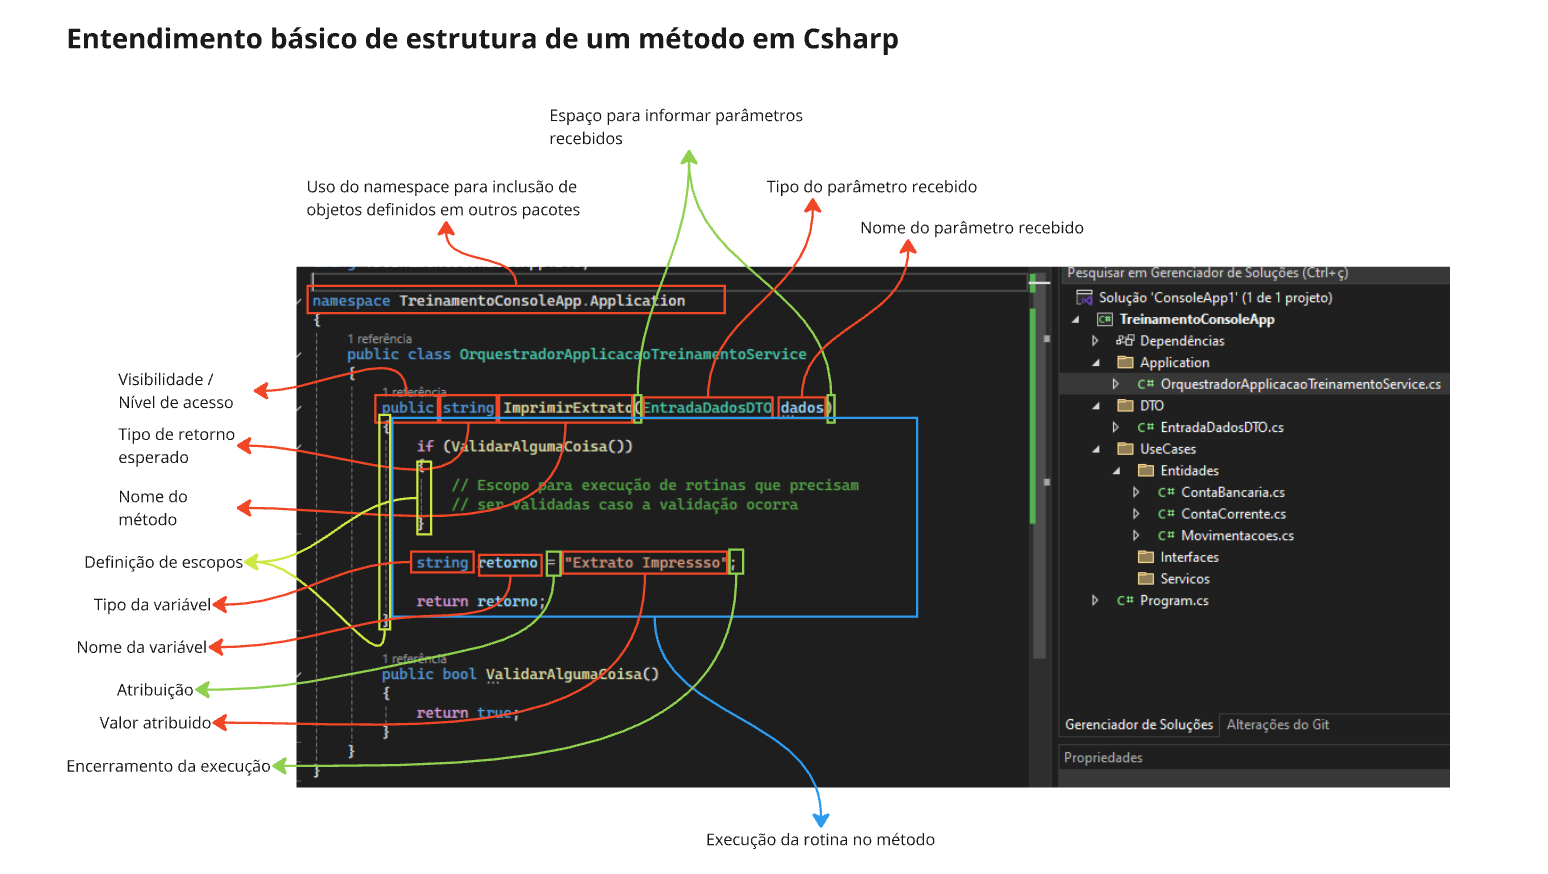 Entendimento básico de estrutura de um método em Csharp
Espaço para informar parâmetros
recebidos
Uso do namespace para inclusão de
objetos definidos em outros pacotes
Tipo do parâmetro recebido
Nome do parâmetro recebido
Visibilidade /
Nível de acesso
Tipo de retorno
esperado
Nome do
método
Definição de escopos
Tipo da variável
Nome da variável
Atribuição
Valor atribuido
Encerramento da execução
Execução da rotina no método
namespace TreinamentoConsoleApp.Application
{
1 referência
public class OrquestradorApplicacaoTreinamentoService
{
1 referência
public string ImprimirExtrato(EntradaDadosDTO dados)
{
if (ValidarAlgumaCoisa())
{
// Escopo para execução de rotinas que precisam
// ser validadas caso a validação ocorra
}
string retorno = "Extrato Impressso";
return retorno;
}
1 referência
public bool ValidarAlgumaCoisa()
{
return true;
}
}
}
Pesquisar em Gerenciador de Soluções (Ctrl+ç)
Solução 'ConsoleApp1' (1 de 1 projeto)
TreinamentoConsoleApp
Dependências
Application
C# OrquestradorApplicacaoTreinamentoService.cs
DTO
C# EntradaDadosDTO.cs
UseCases
Entidades
C# ContaBancaria.cs
C# ContaCorrente.cs
C# Movimentacoes.cs
Interfaces
Servicos
C# Program.cs
Gerenciador de Soluções Alterações do Git
Propriedades